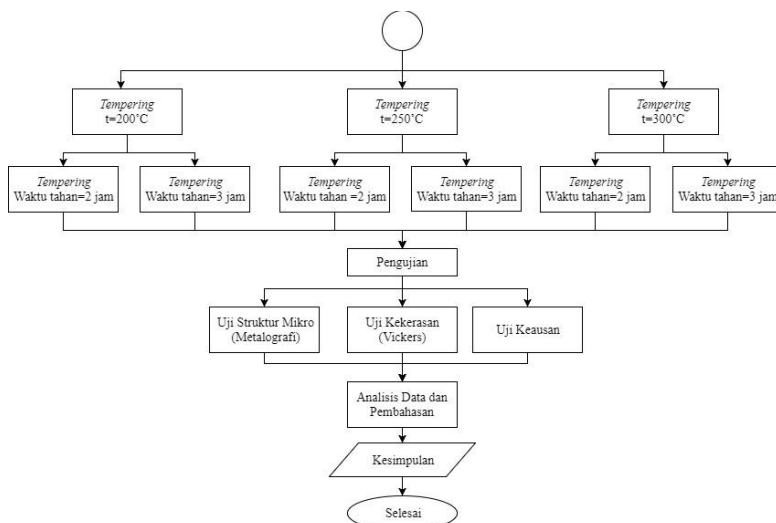 Tempering
t=200˚C
Tempering
t=250˚C
Tempering
t=300˚C
Tempering
Waktu tahan=2 jam
Tempering
Waktu tahan=3 jam
Tempering
Waktu tahan =2 jam
Tempering
Waktu tahan=3 jam
Tempering
Waktu tahan=2 jam
Tempering
Waktu tahan=3 jam
Pengujian
Uji Struktur Mikro
(Metalografi)
Uji Kekerasan
(Vickers)
Uji Keausan
Analisis Data dan
Pembahasan
Kesimpulan
Selesai